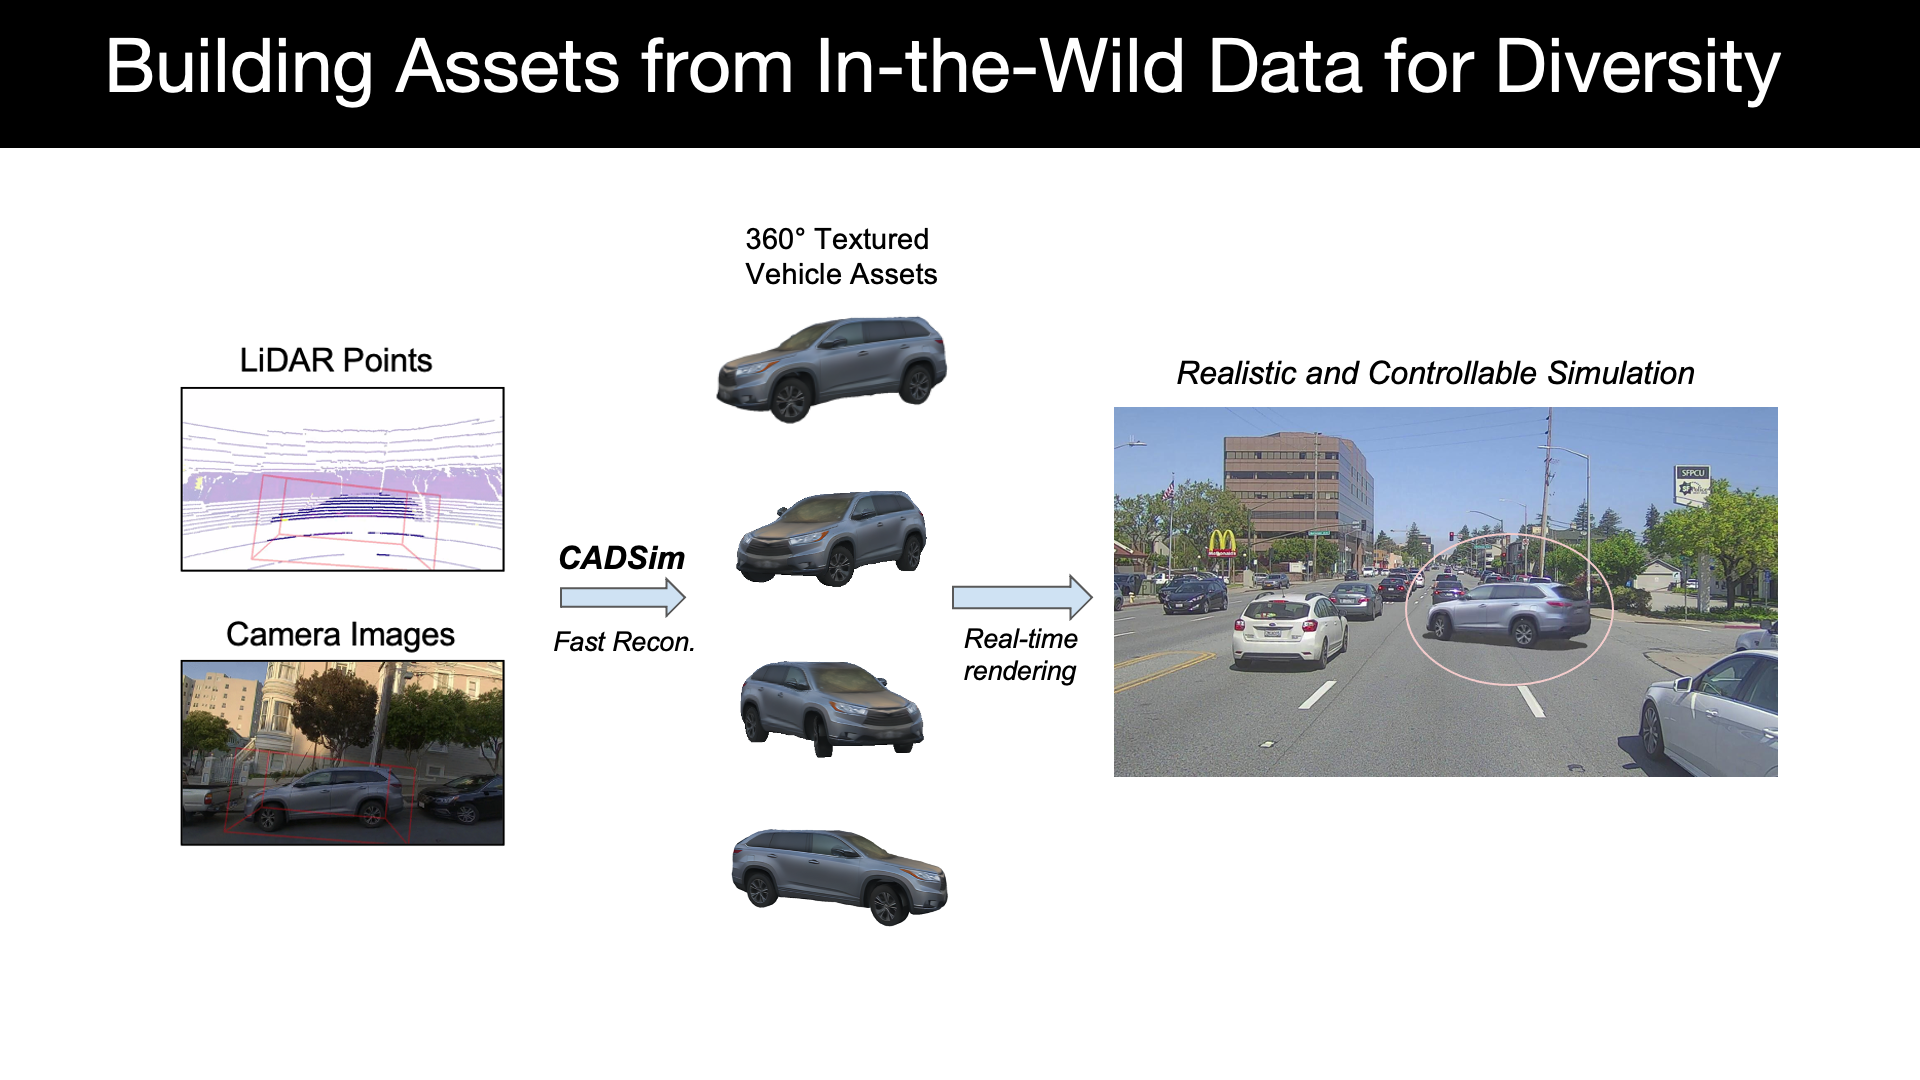 Building Assets from In-the-Wild Data for Diversity
360° Textured
Vehicle Assets
LiDAR Points
Camera Images
CADSim
Fast Recon.
Real-time
rendering
Realistic and Controllable Simulation
SFPCU
McDonald's